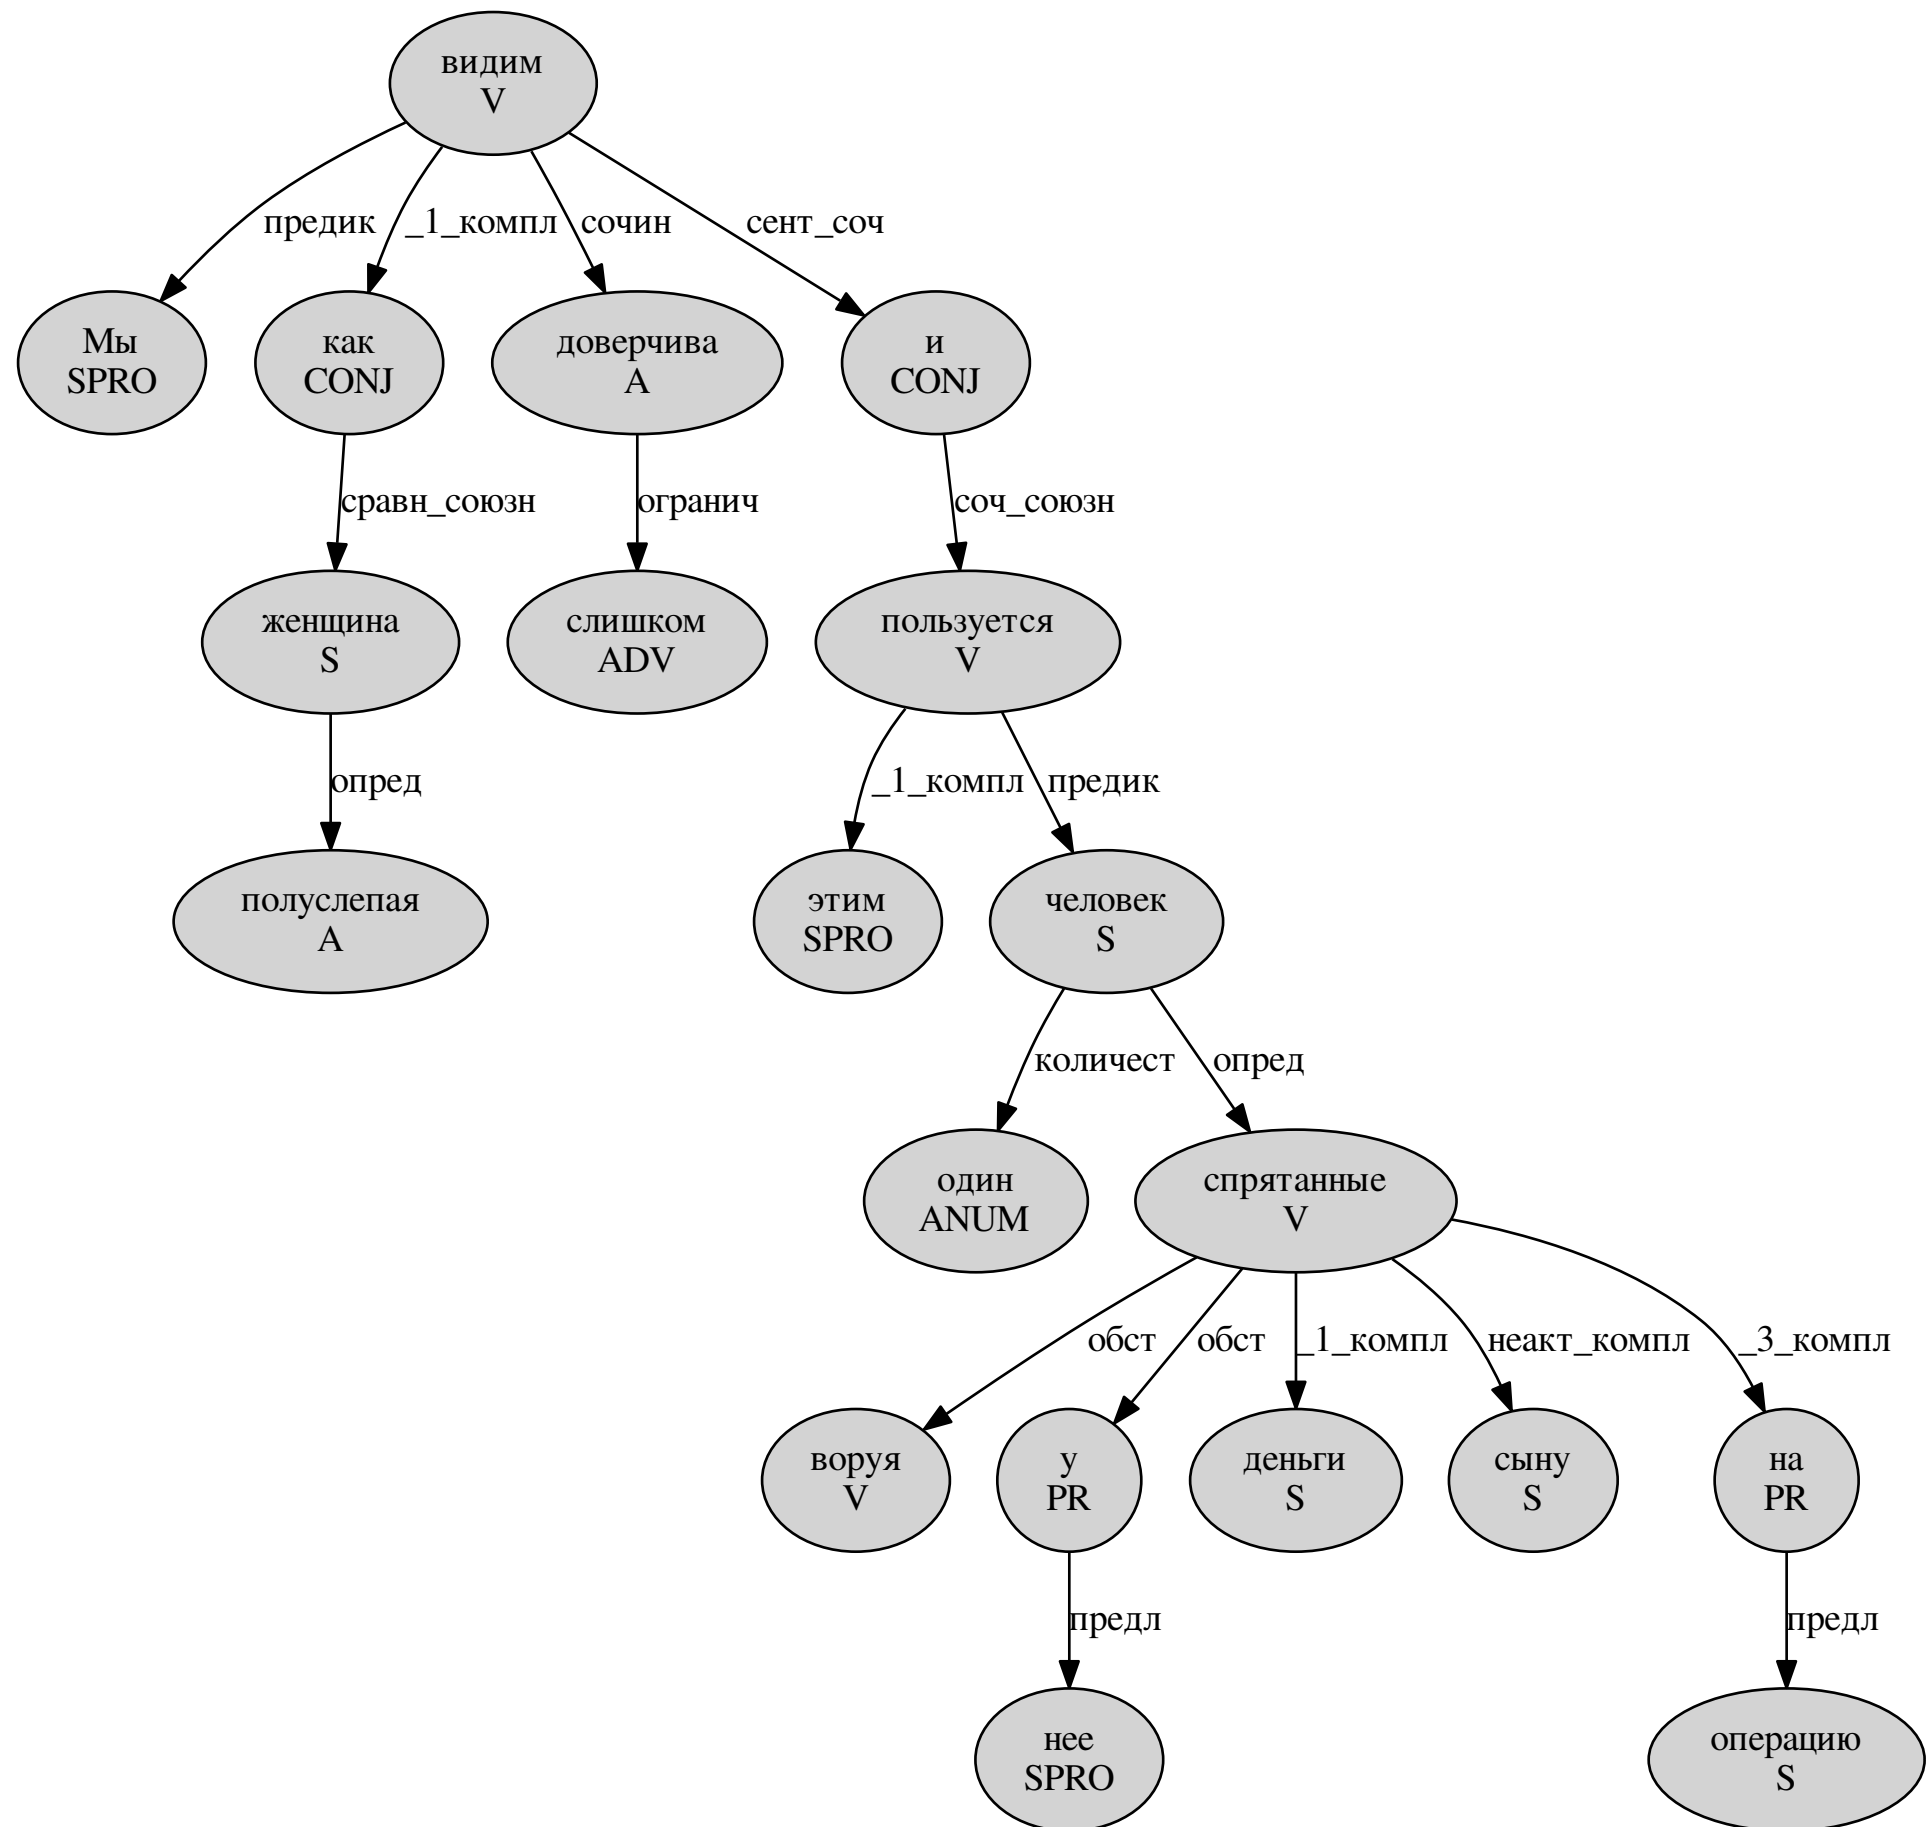 видим
V
предик
_1_компл
сочин
сент_соч
Мы
SPRO
как
CONJ
доверчива
A
и
CONJ
сравн_союзн
огранич
соч_союзн
женщина
S
слишком
ADV
пользуется
V
опред
_1_компл
предик
полуслепая
A
этим
SPRO
человек
S
количест
опред
один
ANUM
спрятанные
V
обст
обст
_1_компл
неакт_компл
_3_компл
воруя
V
у
PR
деньги
S
сыну
S
на
PR
предл
предл
нее
SPRO
операцию
S